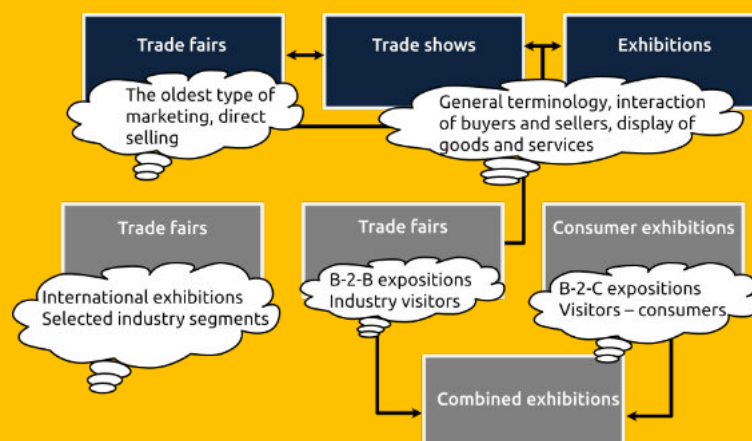 Trade fairs
Trade shows
Exhibitions
The oldest type of
marketing, direct
selling
General terminology, interaction
of buyers and sellers, display of
goods and services
Trade fairs
Trade fairs
Consumer exhibitions
International exhibitions
Selected industry segments
B-2-B expositions
Industry visitors
B-2-C expositions
Visitors – consumers
Combined exhibitions